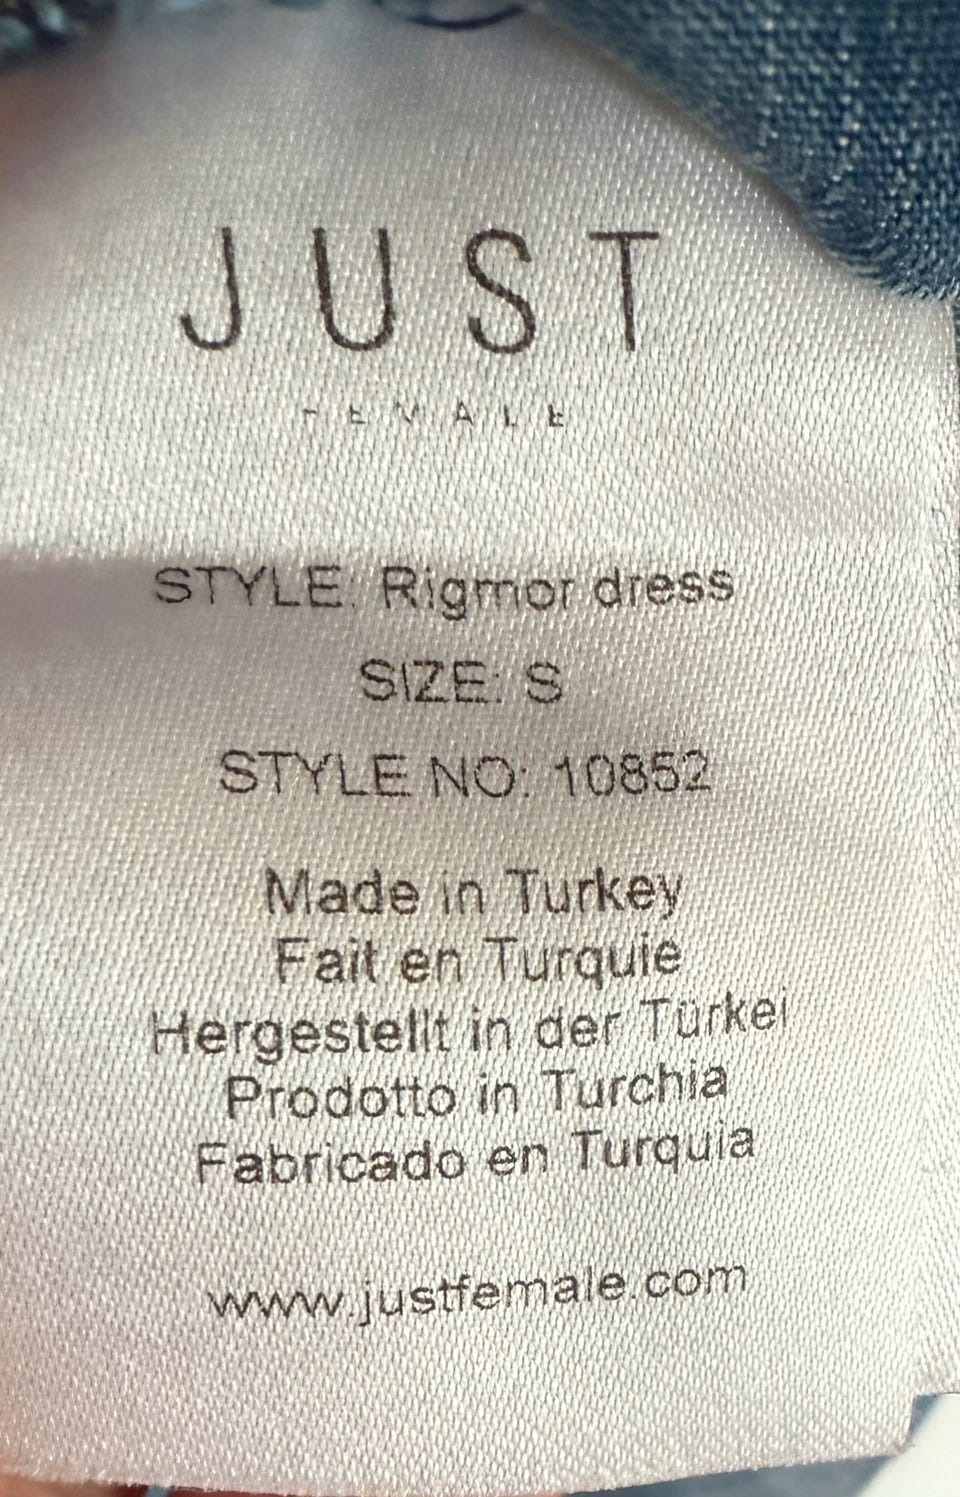 JUST
FEMALE
STYLE: Rigmor dress
SIZE: S
STYLE NO: 10852
Made in Turkey
Fait en Turquie
Hergestellt in der Türkei
Prodotto in Turchia
Fabricado en Turquia
www.justfemale.com